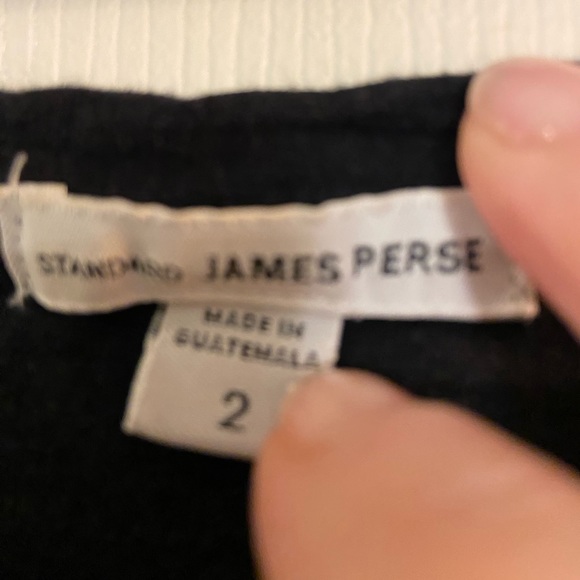 STANDARD JAMES PERSE
MADE IN
GUATEMALA
2